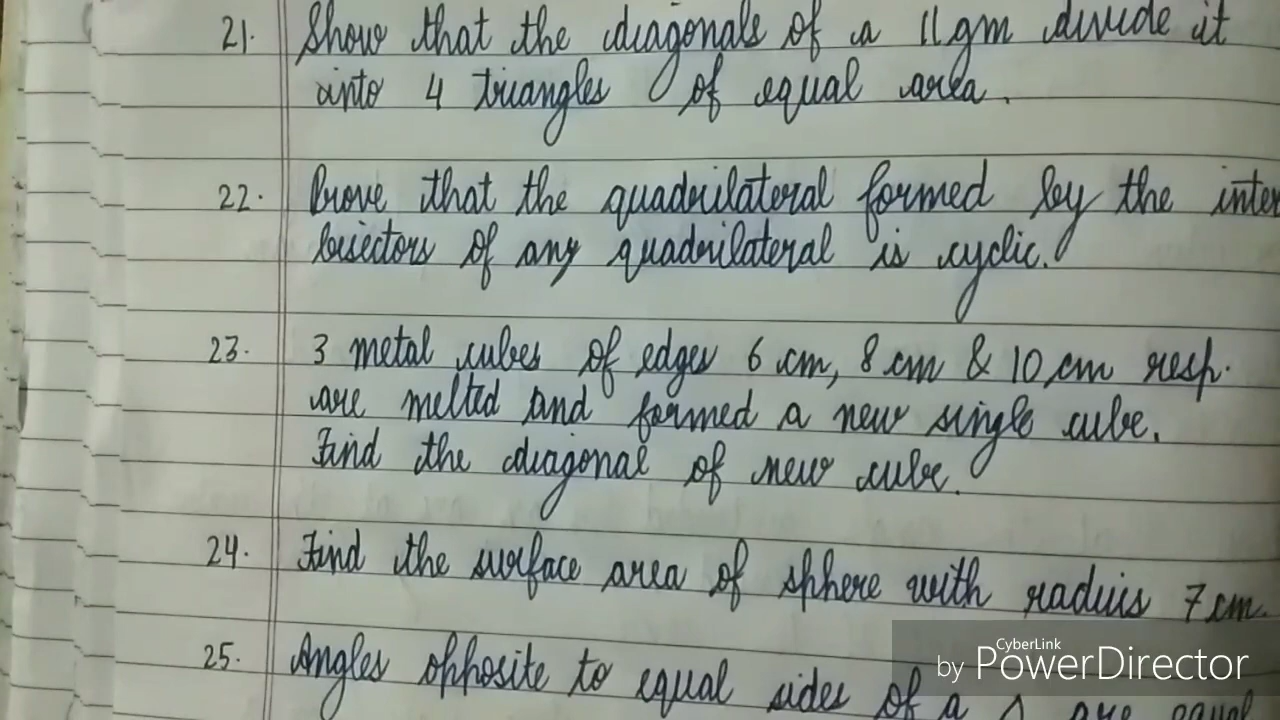 21. Show that the diagonals of a ||gm divide it
into 4 triangles of equal area.
22. Prove that the quadrilateral formed by the inter
bisectors of any quadrilateral is cyclic.
23. 3 metal cubes of edges 6 cm, 8 cm & 10 cm resp.
are melted and formed a new single cube.
Find the diagonal of new cube.
24. Find the surface area of sphere with radius 7 cm.
25. Angles opposite to equal sides of a △ are equal
CyberLink
by PowerDirector